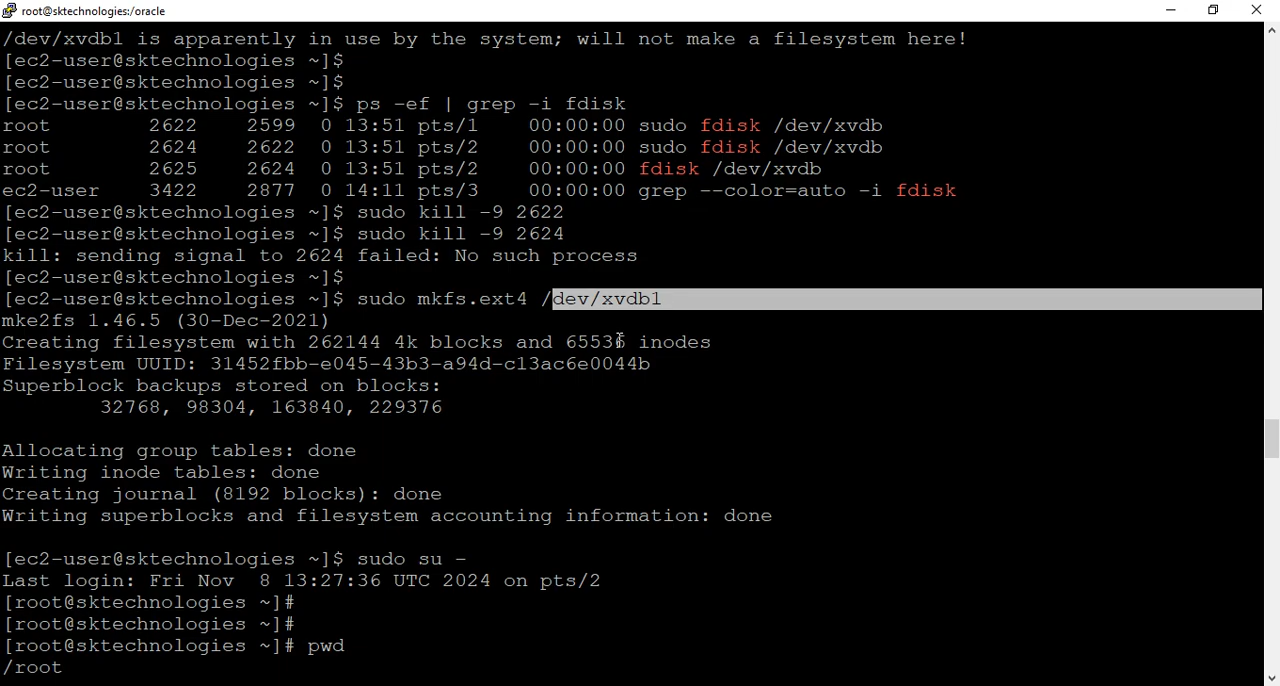 root@sktechnologies:/oracle
/dev/xvdb1 is apparently in use by the system; will not make a filesystem here!
[ec2-user@sktechnologies ~]$
[ec2-user@sktechnologies ~]$
[ec2-user@sktechnologies ~]$ ps -ef | grep -i fdisk
root        2622    2599  0 13:51 pts/1    00:00:00 sudo fdisk /dev/xvdb
root        2624    2622  0 13:51 pts/2    00:00:00 sudo fdisk /dev/xvdb
root        2625    2624  0 13:51 pts/2    00:00:00 fdisk /dev/xvdb
ec2-user    3422    2877  0 14:11 pts/3    00:00:00 grep --color=auto -i fdisk
[ec2-user@sktechnologies ~]$ sudo kill -9 2622
[ec2-user@sktechnologies ~]$ sudo kill -9 2624
kill: sending signal to 2624 failed: No such process
[ec2-user@sktechnologies ~]$
[ec2-user@sktechnologies ~]$ sudo mkfs.ext4 /dev/xvdb1
mke2fs 1.46.5 (30-Dec-2021)
Creating filesystem with 262144 4k blocks and 65536 inodes
Filesystem UUID: 31452fbb-e045-43b3-a94d-c13ac6e0044b
Superblock backups stored on blocks:
        32768, 98304, 163840, 229376
Allocating group tables: done
Writing inode tables: done
Creating journal (8192 blocks): done
Writing superblocks and filesystem accounting information: done
[ec2-user@sktechnologies ~]$ sudo su -
Last login: Fri Nov  8 13:27:36 UTC 2024 on pts/2
[root@sktechnologies ~]#
[root@sktechnologies ~]#
[root@sktechnologies ~]# pwd
/root